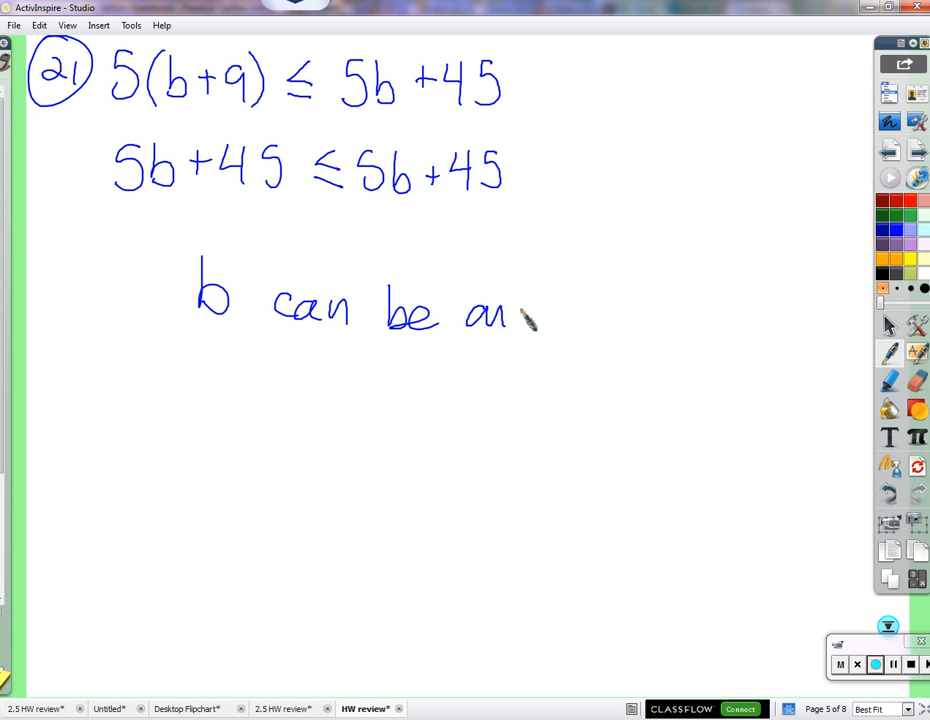 ActivInspire - Studio
File Edit View Insert Tools Help
21 5(b+9) ≤ 5b+45
5b+45 ≤ 5b+45
b can be an
T π
M
2.5 HW review* Untitled* Desktop Flipchart* 2.5 HW review* HW review* CLASSFLOW Connect Page 5 of 8 Best Fit